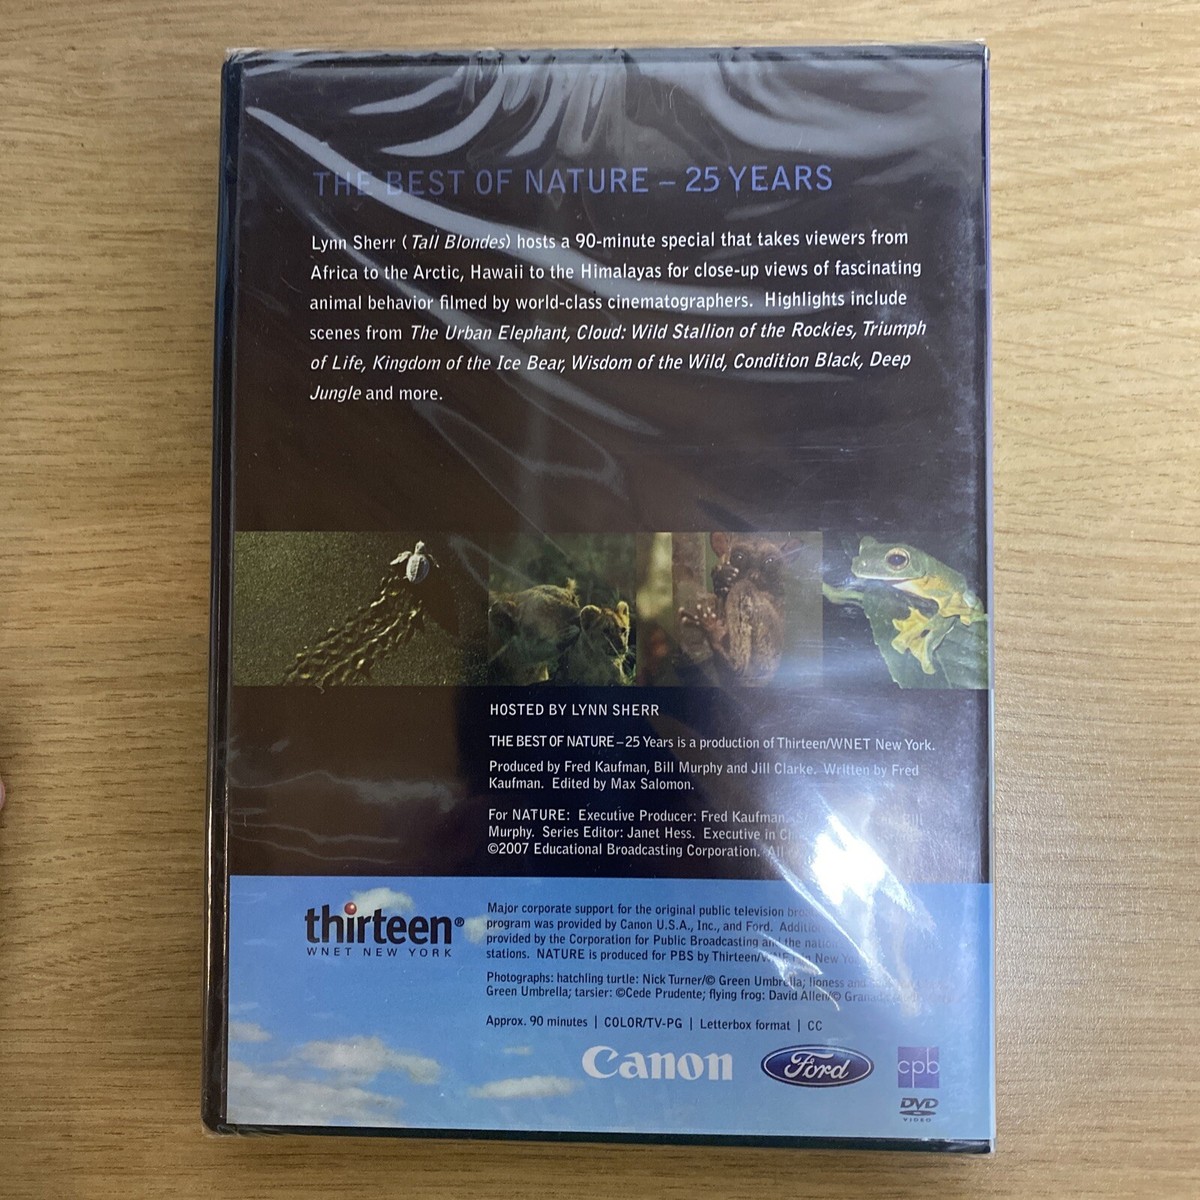 THE BEST OF NATURE – 25 YEARS
Lynn Sherr (Tall Blondes) hosts a 90-minute special that takes viewers from
Africa to the Arctic, Hawaii to the Himalayas for close-up views of fascinating
animal behavior filmed by world-class cinematographers. Highlights include
scenes from The Urban Elephant, Cloud: Wild Stallion of the Rockies, Triumph
of Life, Kingdom of the Ice Bear, Wisdom of the Wild, Condition Black, Deep
Jungle and more.
HOSTED BY LYNN SHERR
THE BEST OF NATURE – 25 Years is a production of Thirteen/WNET New York.
Produced by Fred Kaufman, Bill Murphy and Jill Clarke. Written by Fred
Kaufman. Edited by Max Salomon.
For NATURE: Executive Producer: Fred Kaufman. Bill
Murphy. Series Editor: Janet Hess. Executive in
©2007 Educational Broadcasting Corporation. All
thirteen®
WNET NEW YORK
Major corporate support for the original public television
program was provided by Canon U.S.A., Inc., and Ford.
provided by the Corporation for Public Broadcasting and the
stations. NATURE is produced for PBS by Thirteen/WNET in New
Photographs: hatchling turtle: Nick Turner/© Green Umbrella; lioness and
Green Umbrella; tarsier: ©Cede Prudente; flying frog: David Allen/©
Approx. 90 minutes | COLOR/TV-PG | Letterbox format | CC
Canon
Ford
cpb
DVD
VIDEO